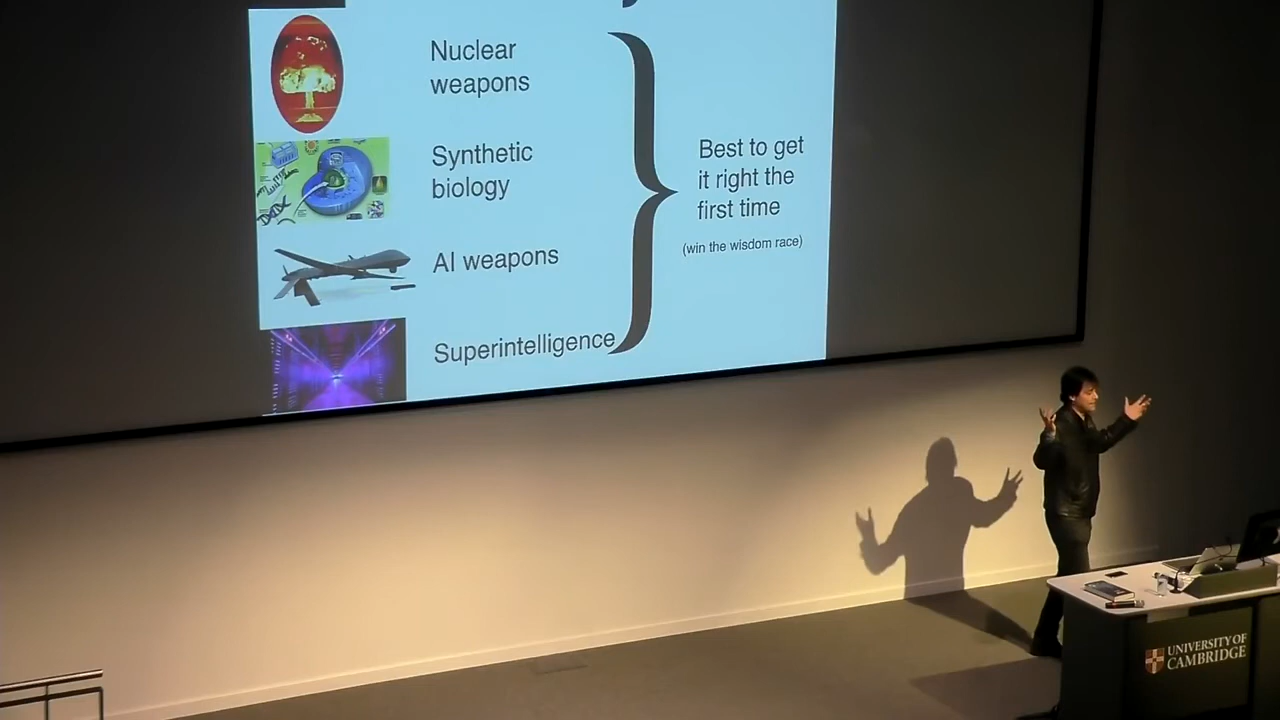 Nuclear
weapons
Synthetic
biology
AI weapons
Superintelligence
Best to get
it right the
first time
(win the wisdom race)
UNIVERSITY OF
CAMBRIDGE